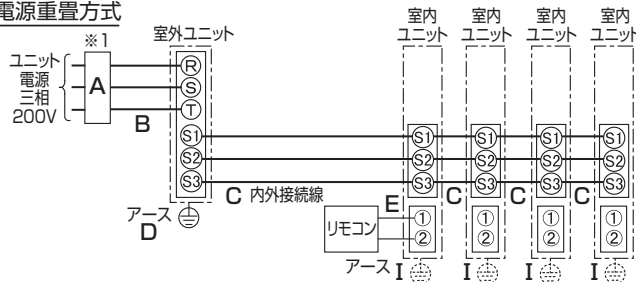 電源重畳方式
※1
ユニット
電源
三相
200V
A
B
室外ユニット
R
S
T
S1
S2
S3
アース
D
C 内外接続線
室内
ユニット
S1
S2
S3
E
リモコン
①
②
アース I
C
室内
ユニット
S1
S2
S3
①
②
I
C
室内
ユニット
S1
S2
S3
①
②
I
C
室内
ユニット
S1
S2
S3
①
②
I